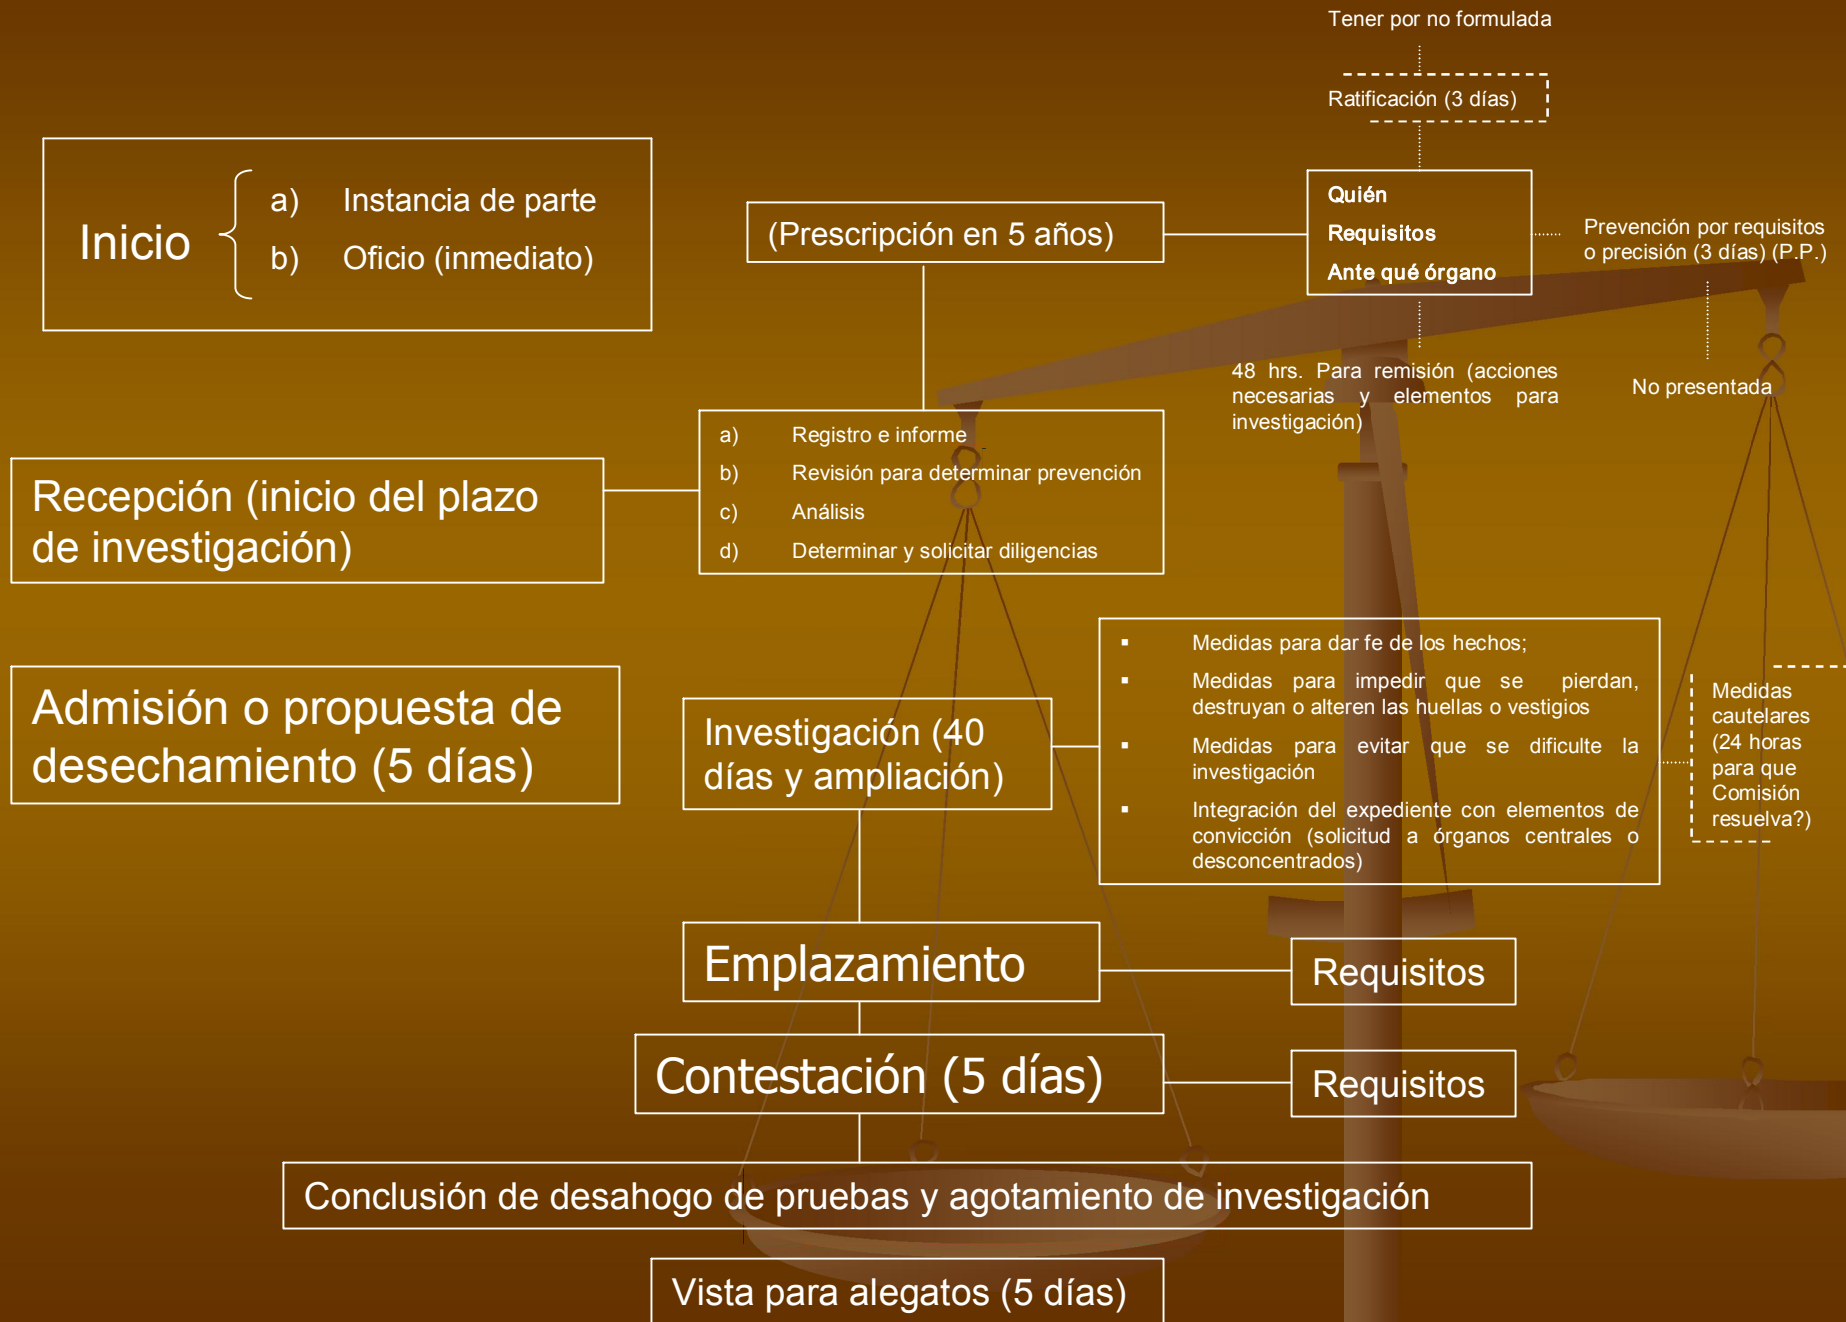 Tener por no formulada
Ratificación (3 días)
Inicio
a) Instancia de parte
b) Oficio (inmediato)
(Prescripción en 5 años)
Quién
Requisitos
Ante qué órgano
Prevención por requisitos
o precisión (3 días) (P.P.)
48 hrs. Para remisión (acciones
necesarias y elementos para
investigación)
No presentada
Recepción (inicio del plazo
de investigación)
a) Registro e informe
b) Revisión para determinar prevención
c) Análisis
d) Determinar y solicitar diligencias
Admisión o propuesta de
desechamiento (5 días)
Investigación (40
días y ampliación)
▪ Medidas para dar fe de los hechos;
▪ Medidas para impedir que se pierdan,
destruyan o alteren las huellas o vestigios
▪ Medidas para evitar que se dificulte la
investigación
▪ Integración del expediente con elementos de
convicción (solicitud a órganos centrales o
desconcentrados)
Medidas
cautelares
(24 horas
para que
Comisión
resuelva?)
Emplazamiento
Requisitos
Contestación (5 días)
Requisitos
Conclusión de desahogo de pruebas y agotamiento de investigación
Vista para alegatos (5 días)